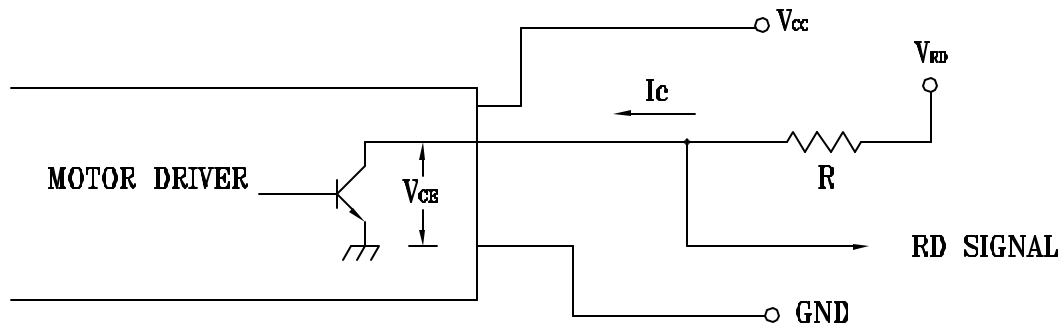 VCC
VRD
Ic
MOTOR DRIVER
VCE
R
RD SIGNAL
GND